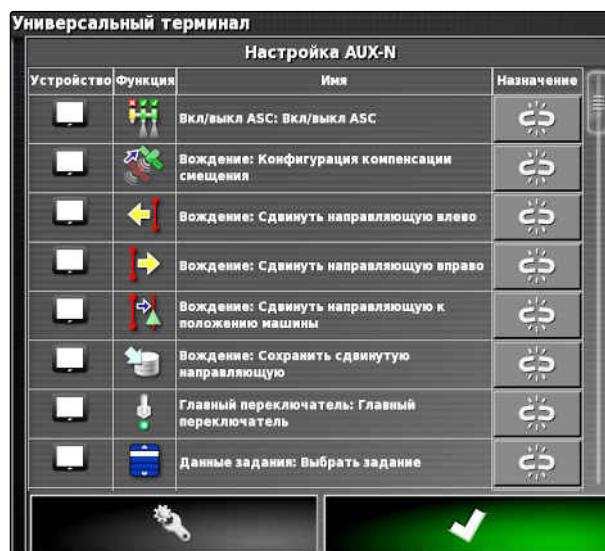 Универсальный терминал
Настройка AUX-N
Устройство Функция Имя Назначение
Вкл/выкл ASC: Вкл/выкл ASC
Вождение: Конфигурация компенсации
смещения
Вождение: Сдвинуть направляющую влево
Вождение: Сдвинуть направляющую вправо
Вождение: Сдвинуть направляющую к
положению машины
Вождение: Сохранить сдвинутую
направляющую
Главный переключатель: Главный
переключатель
Данные задания: Выбрать задание